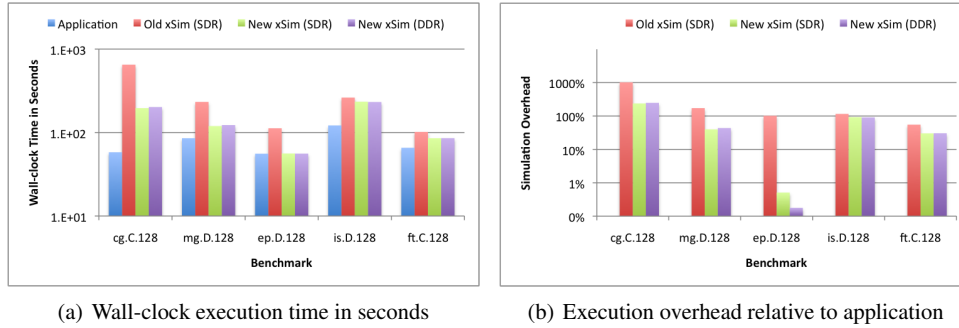 Application Old xSim (SDR) New xSim (SDR) New xSim (DDR)
1.E+03
1.E+02
1.E+01
Wall-clock Time in Seconds
cg.C.128 mg.D.128 ep.D.128 is.D.128 ft.C.128
Benchmark
(a) Wall-clock execution time in seconds
Old xSim (SDR) New xSim (SDR) New xSim (DDR)
1000%
100%
10%
1%
0%
Simulation Overhead
cg.C.128 mg.D.128 ep.D.128 is.D.128 ft.C.128
Benchmark
(b) Execution overhead relative to application